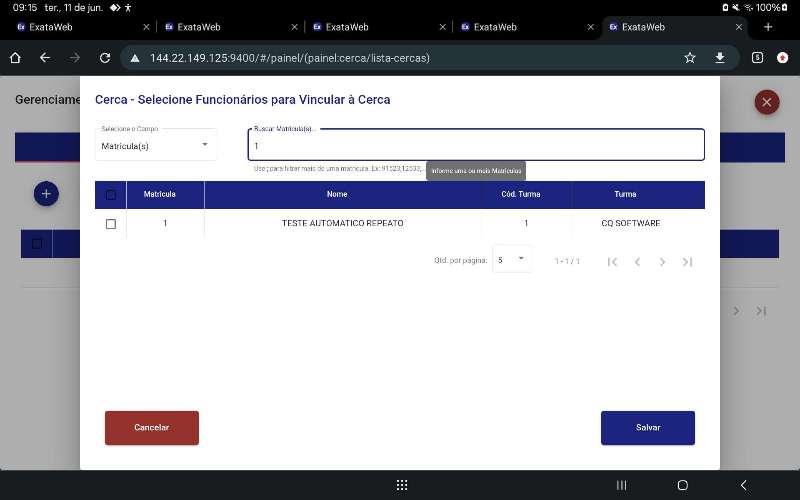 09:15 ter., 11 de jun.
100%
ExataWeb
ExataWeb
ExataWeb
ExataWeb
ExataWeb
144.22.149.125:9400/#/painel/(painel:cerca/lista-cercas)
5
Gerenciame
Cerca - Selecione Funcionários para Vincular à Cerca
Selecione o Campo
Matrícula(s)
Buscar Matrícula(s)...
1
Use ; para filtrar mais de uma matrícula. Ex: 91523;12533;
Informe uma ou mais Matrículas
Matrícula Nome Cód. Turma Turma
1 TESTE AUTOMATICO REPEATO 1 CQ SOFTWARE
Qtd. por página: 5 1 - 1 / 1
Cancelar
Salvar